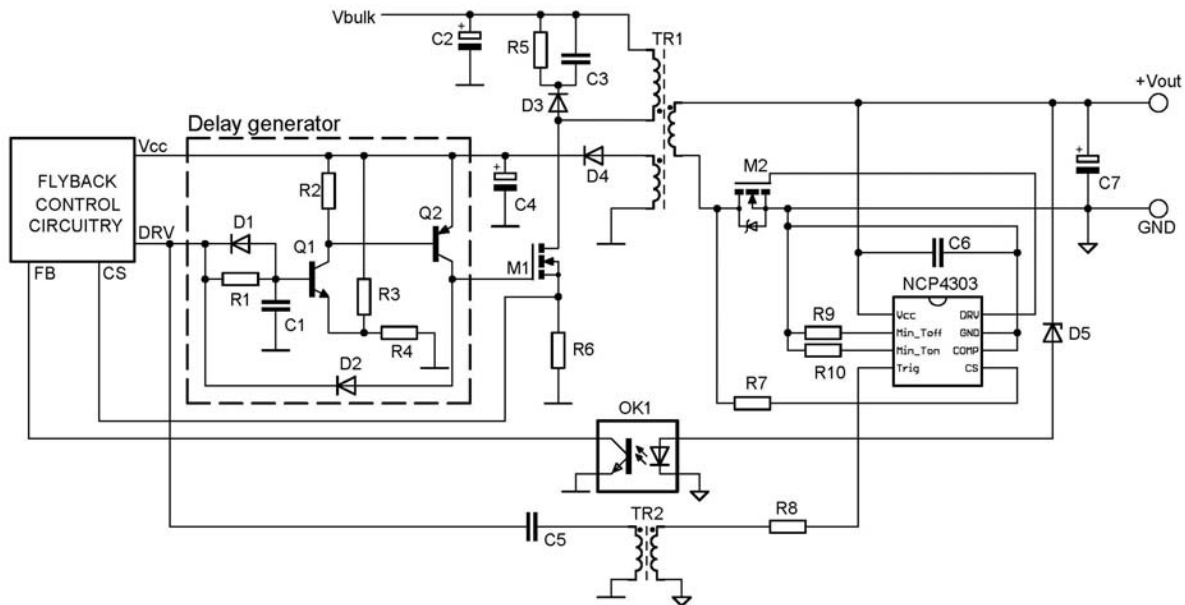 Vbulk
C2
R5
C3
TR1
D3
+Vout
Delay generator
Vcc
FLYBACK
CONTROL
CIRCUITRY
DRV
FB
CS
R2
D1
Q1
R1
C1
R3
R4
Q2
D2
C4
D4
M1
R6
M2
C7
GND
C6
NCP4303
Vcc
DRV
Min_Toff
GND
Min_Ton
COMP
Trig
CS
R9
R10
R7
D5
OK1
TR2
C5
R8